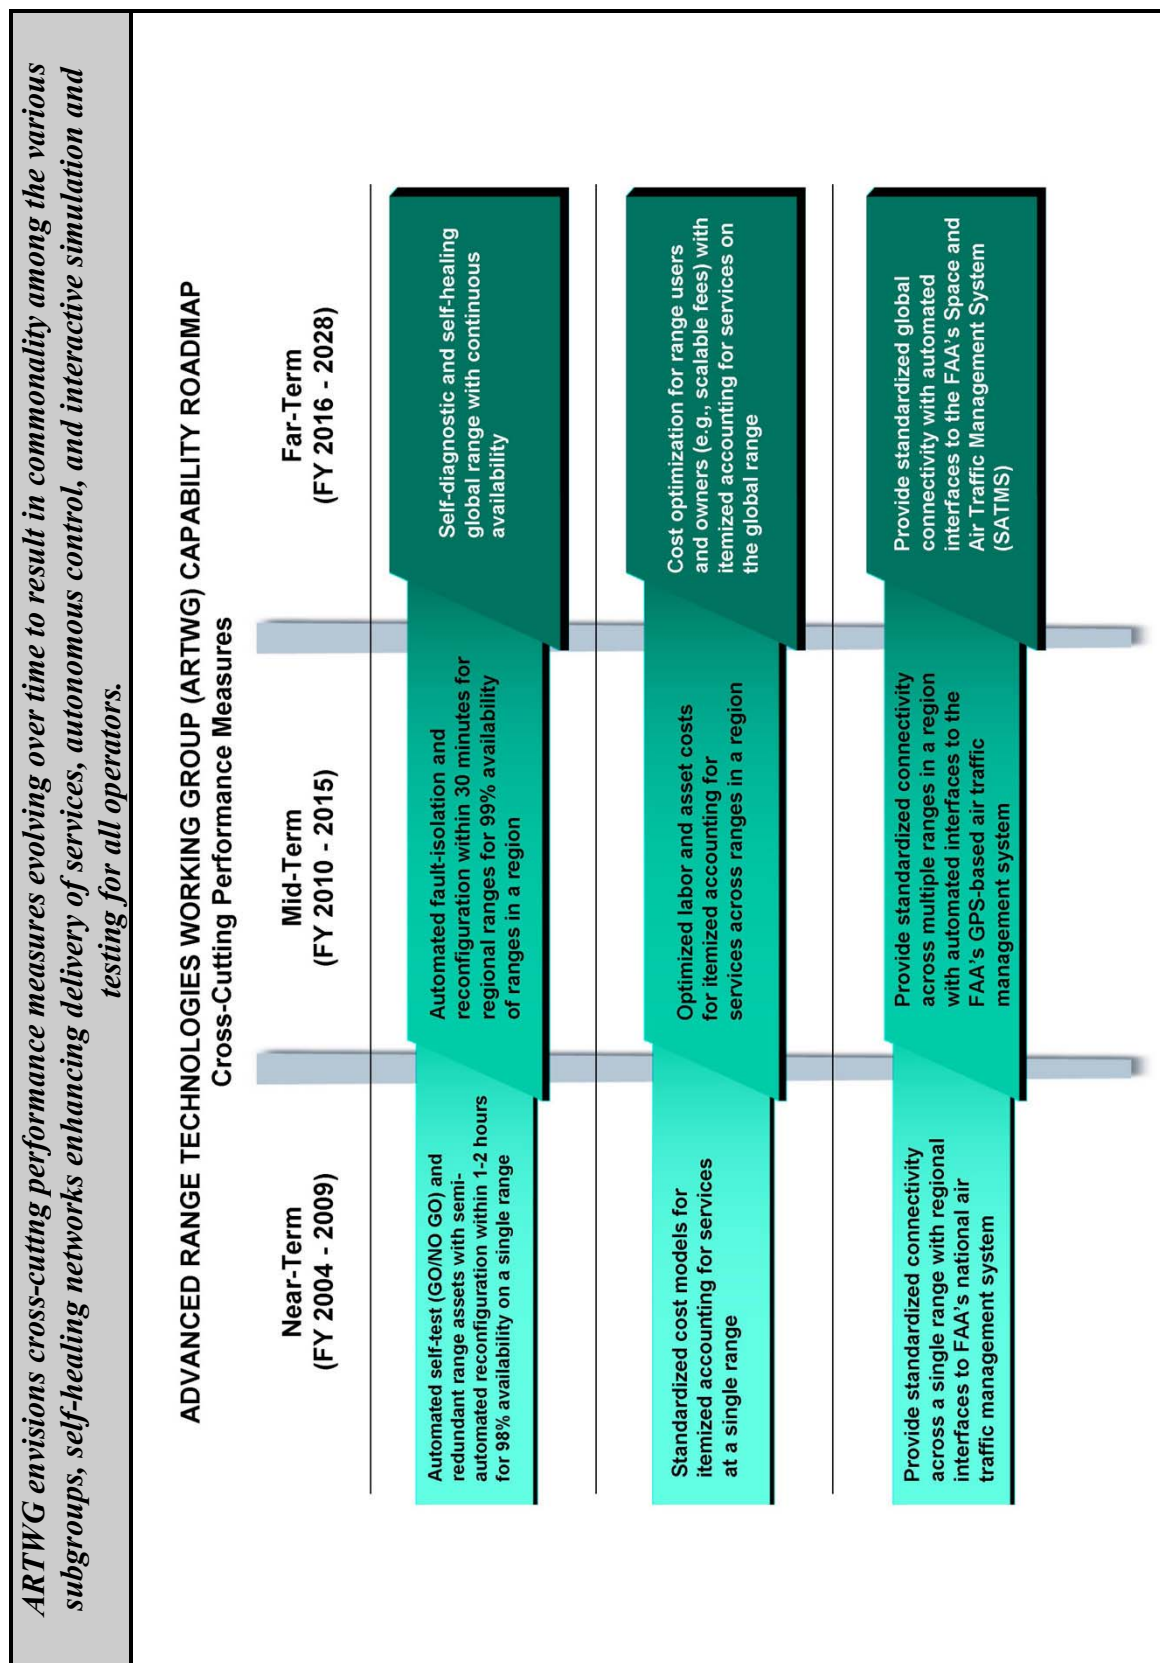 ARTWG envisions cross-cutting performance measures evolving over time to result in commonality among the various
subgroups, self-healing networks enhancing delivery of services, autonomous control, and interactive simulation and
testing for all operators.
ADVANCED RANGE TECHNOLOGIES WORKING GROUP (ARTWG) CAPABILITY ROADMAP
Cross-Cutting Performance Measures
Near-Term
(FY 2004 - 2009)
Mid-Term
(FY 2010 - 2015)
Far-Term
(FY 2016 - 2028)
Automated self-test (GO/NO GO) and
redundant range assets with semi-
automated reconfiguration within 1-2 hours
for 98% availability on a single range
Automated fault-isolation and
reconfiguration within 30 minutes for
regional ranges for 99% availability
of ranges in a region
Self-diagnostic and self-healing
global range with continuous
availability
Standardized cost models for
itemized accounting for services
at a single range
Optimized labor and asset costs
for itemized accounting for
services across ranges in a region
Cost optimization for range users
and owners (e.g., scalable fees) with
itemized accounting for services on
the global range
Provide standardized connectivity
across a single range with regional
interfaces to FAA's national air
traffic management system
Provide standardized connectivity
across multiple ranges in a region
with automated interfaces to the
FAA's GPS-based air traffic
management system
Provide standardized global
connectivity with automated
interfaces to the FAA's Space and
Air Traffic Management System
(SATMS)